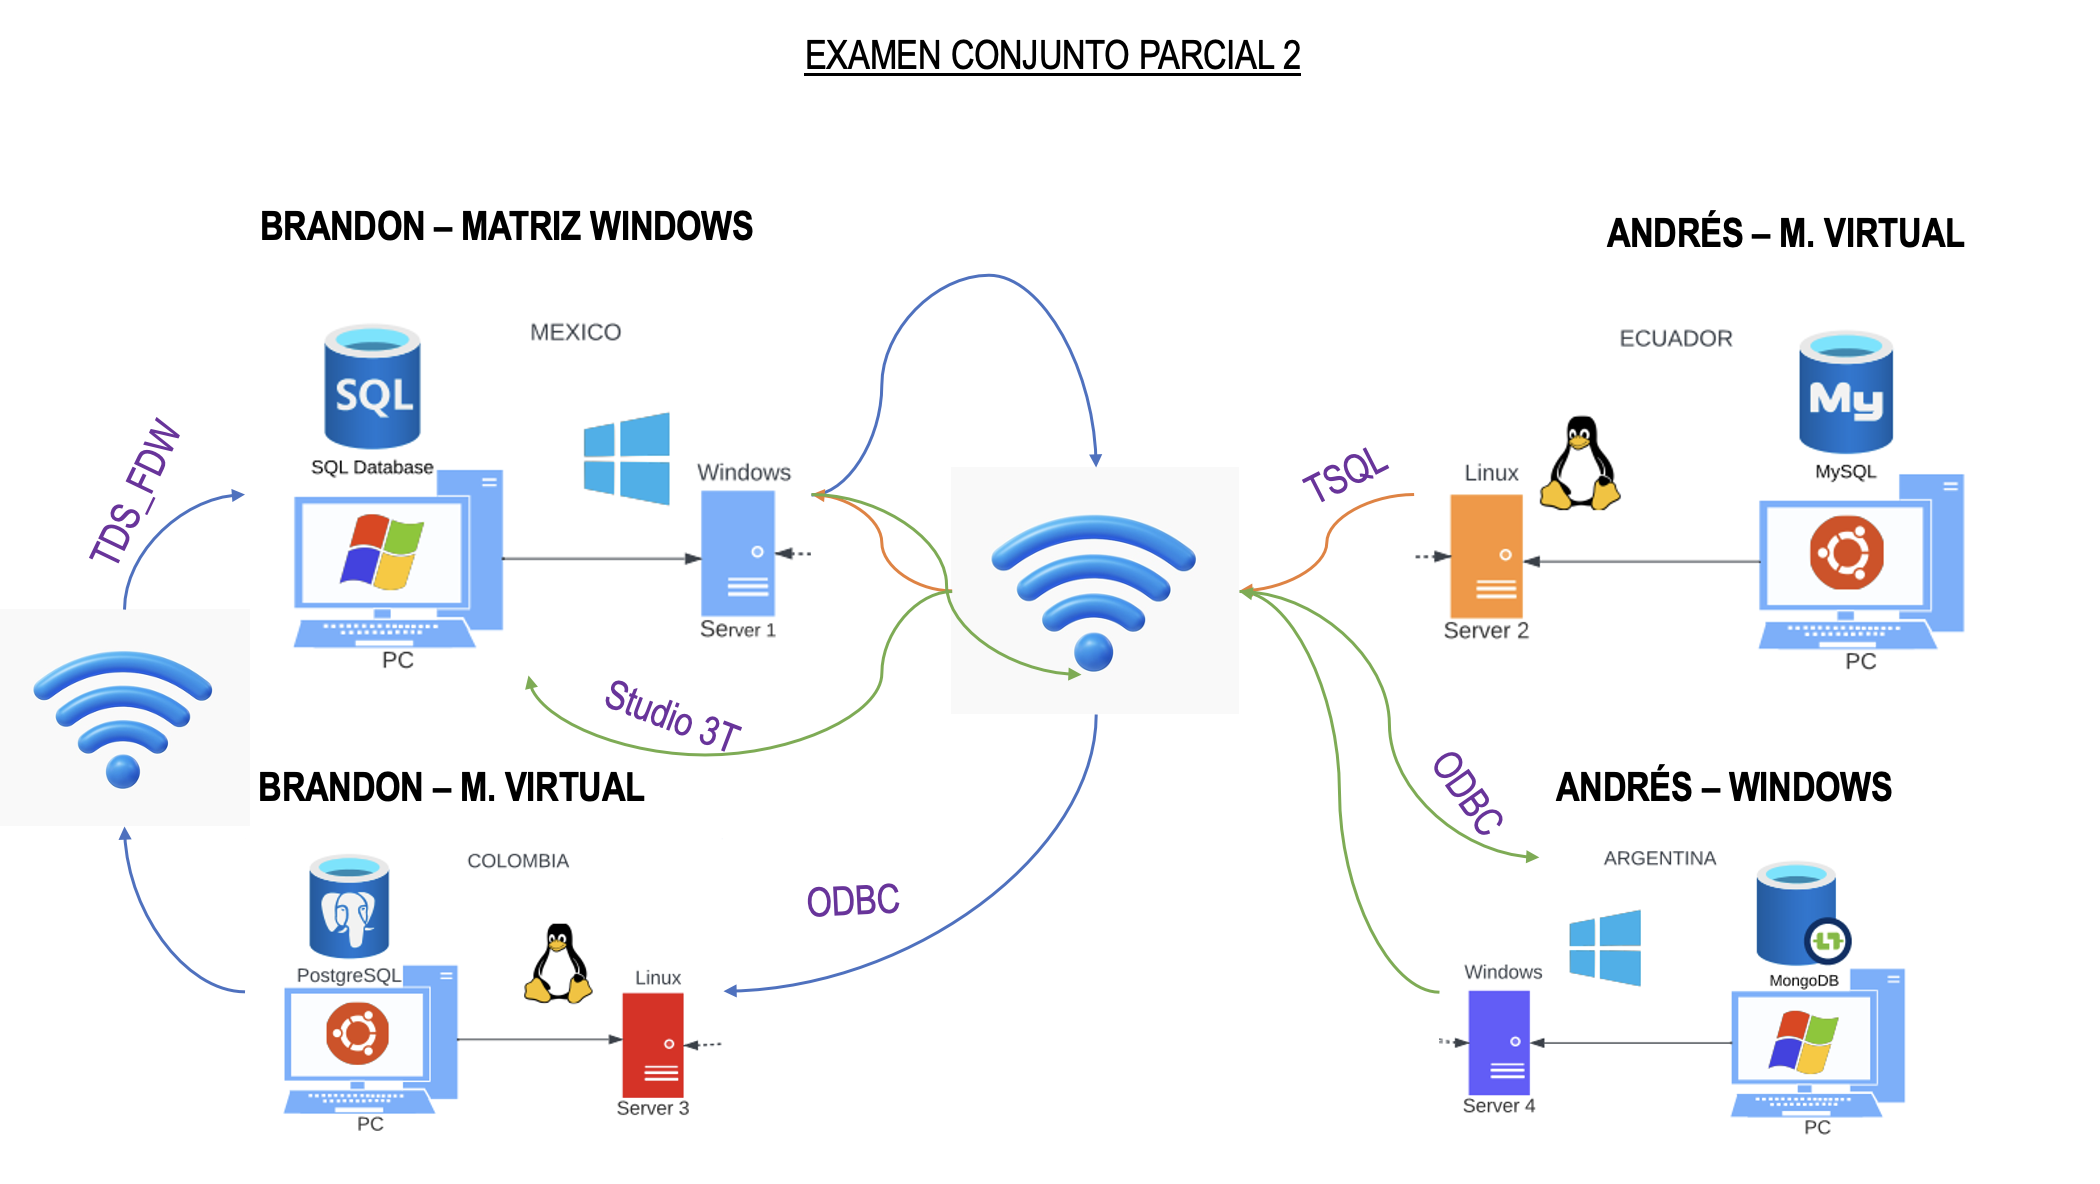 EXAMEN CONJUNTO PARCIAL 2
BRANDON – MATRIZ WINDOWS
ANDRÉS – M. VIRTUAL
MEXICO
SQL
SQL Database
Windows
Server 1
PC
TDS_FDW
Studio 3T
ECUADOR
My
MySQL
Linux
Server 2
PC
TSQL
BRANDON – M. VIRTUAL
COLOMBIA
PostgreSQL
Linux
Server 3
PC
ODBC
ANDRÉS – WINDOWS
ODBC
ARGENTINA
MongoDB
Windows
Server 4
PC